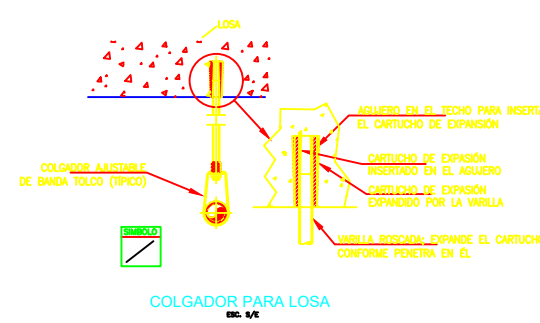 LOSA
AGUJERO EN EL TECHO PARA INSERT
EL CARTUCHO DE EXPANSIÓN
CARTUCHO DE EXPASIÓN
INSERTADO EN EL AGUJERO
COLGADOR AJUSTABLE
DE BANDA TOLCO (TÍPICO)
CARTUCHO DE EXPASIÓN
EXPANDIDO POR LA VARILLA
SIMBOLO
VARILLA ROSCADA: EXPANDE EL CARTUCHO
CONFORME PENETRA EN ÉL
COLGADOR PARA LOSA
ESC. S/E